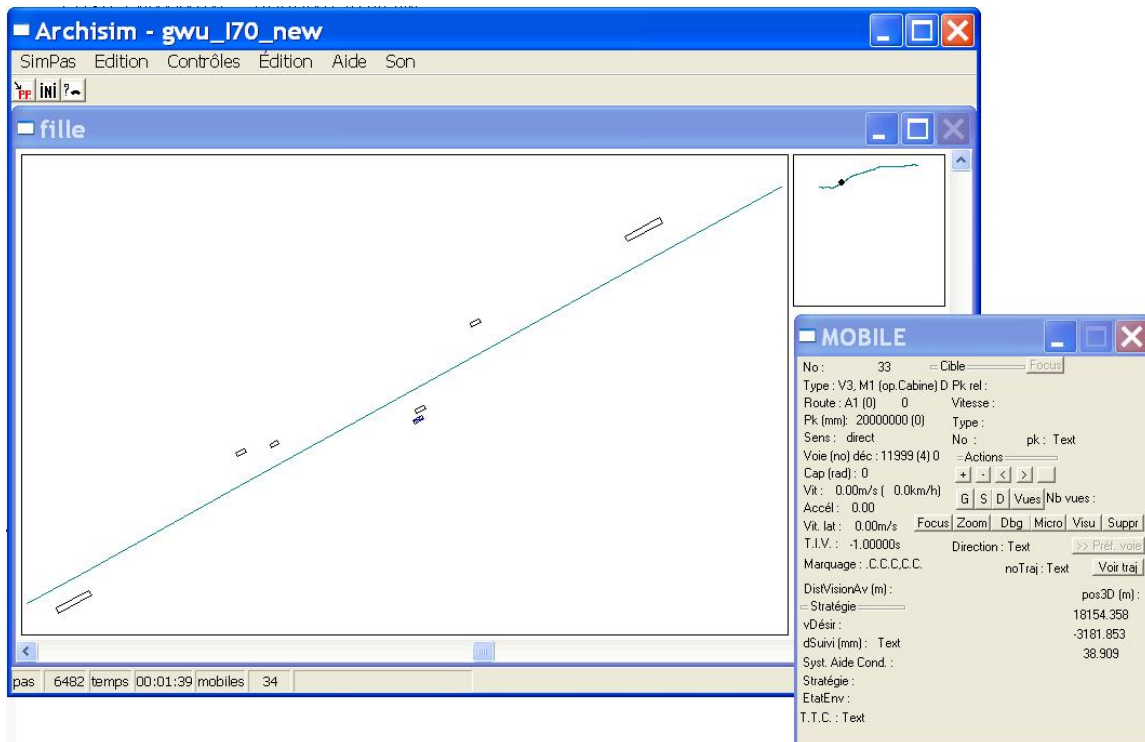 Archisim - gwu_I70_new
SimPas Edition Contrôles Édition Aide Son
P.P. INI ?
fille
pas 6482 temps 00:01:39 mobiles 34
MOBILE
No : 33 Cible Focus
Type : V3, M1 (op.Cabine) D Pk rel :
Route : A1 (0) 0 Vitesse :
Pk (mm): 20000000 (0) Type :
Sens : direct No : pk : Text
Voie (no) déc : 11999 (4) 0 Actions
Cap (rad) : 0 + - < >
Vit : 0.00m/s ( 0.0km/h) G S D Vues Nb vues :
Accél : 0.00
Vit. lat : 0.00m/s Focus Zoom Dbg Micro Visu Suppr
T.I.V. : -1.00000s Direction : Text >> Préf. voie
Marquage : .C.C.C,C.C. noTraj : Text Voir traj
DistVisionAv (m) : pos3D (m) :
Stratégie 18154.358
vDésir : -3181.853
dSuivi (mm) : Text 38.909
Syst. Aide Cond. :
Stratégie :
EtatEnv :
T.T.C. : Text